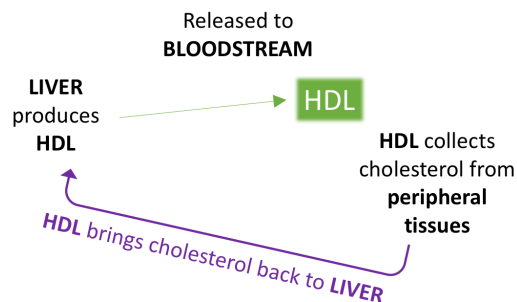 Released to
BLOODSTREAM
LIVER
produces
HDL
HDL
HDL collects
cholesterol from
peripheral
tissues
HDL brings cholesterol back to LIVER